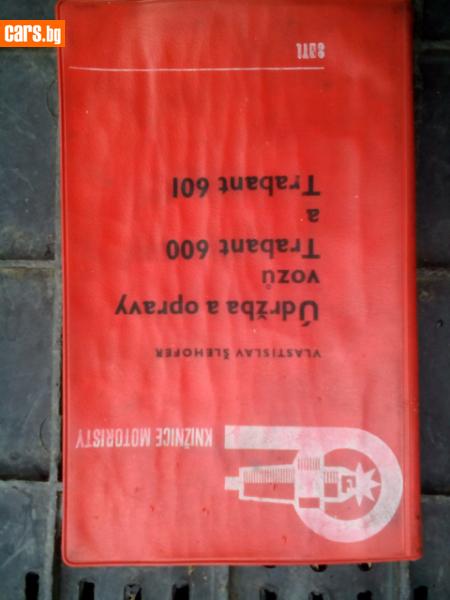 cars.bg
KNIŽNICE MOTORISTY
VLASTISLAV ŠLEHOFER
Údržba a opravy
vozů
Trabant 600
a
Trabant 601
SNTL